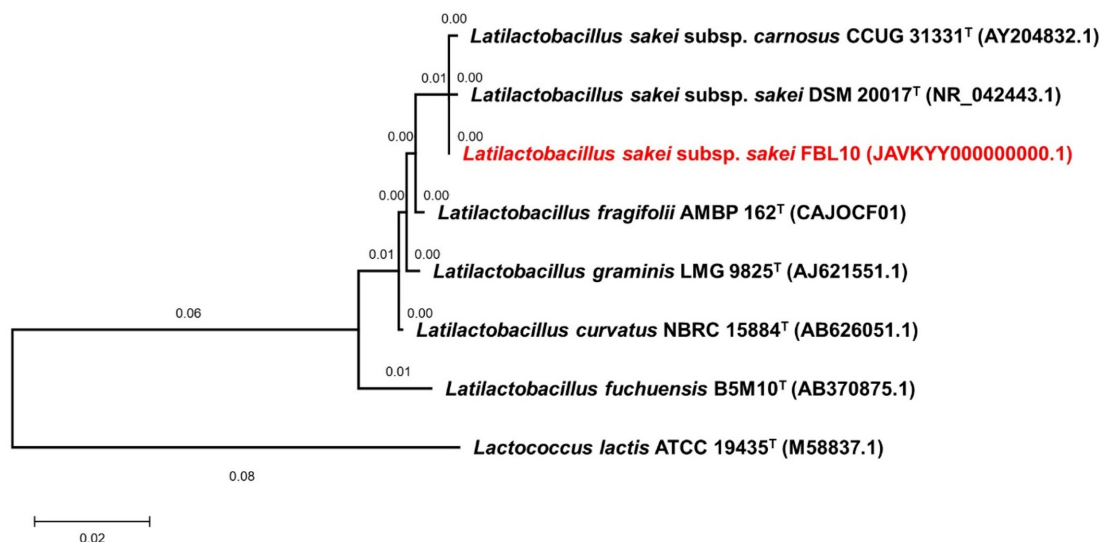 0.00
Latilactobacillus sakei subsp. carnosus CCUG 31331ᵀ (AY204832.1)
0.01 0.00
Latilactobacillus sakei subsp. sakei DSM 20017ᵀ (NR_042443.1)
0.00 0.00
Latilactobacillus sakei subsp. sakei FBL10 (JAVKYY000000000.1)
0.00 0.00
Latilactobacillus fragifolii AMBP 162ᵀ (CAJOCF01)
0.01 0.00
Latilactobacillus graminis LMG 9825ᵀ (AJ621551.1)
0.06 0.00
Latilactobacillus curvatus NBRC 15884ᵀ (AB626051.1)
0.01
Latilactobacillus fuchuensis B5M10ᵀ (AB370875.1)
Lactococcus lactis ATCC 19435ᵀ (M58837.1)
0.08
0.02